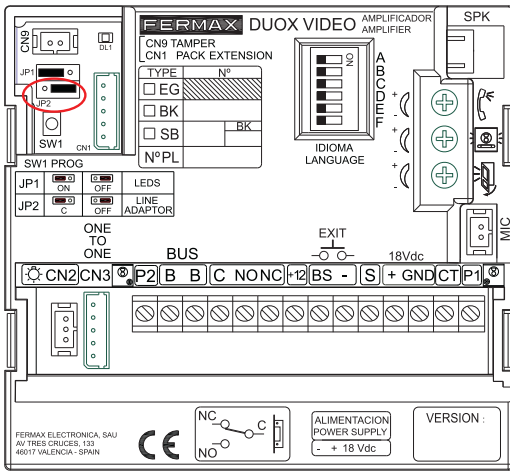 CN9
DL1
FERMAX DUOX VIDEO AMPLIFICADOR
AMPLIFIER
SPK
CN9 TAMPER
CN1 PACK EXTENSION
TYPE Nº
EG
BK
SB BK
NºPL
JP1
JP2
SW1
CN1
NO
A
B
C
D
E
F
IDIOMA
LANGUAGE
+
-
+
-
+
-
SW1 PROG
JP1 ON OFF LEDS
JP2 C OFF LINE
ADAPTOR
MIC
ONE
TO
ONE
BUS
EXIT
18Vdc
CN2 CN3 P2 B B C NO NC +12 BS - S + GND CT P1
FERMAX ELECTRONICA, SAU
AV TRES CRUCES, 133
46017 VALENCIA - SPAIN
CE
NC
C
NO
ALIMENTACION
POWER SUPPLY
- + 18 Vdc
VERSION :